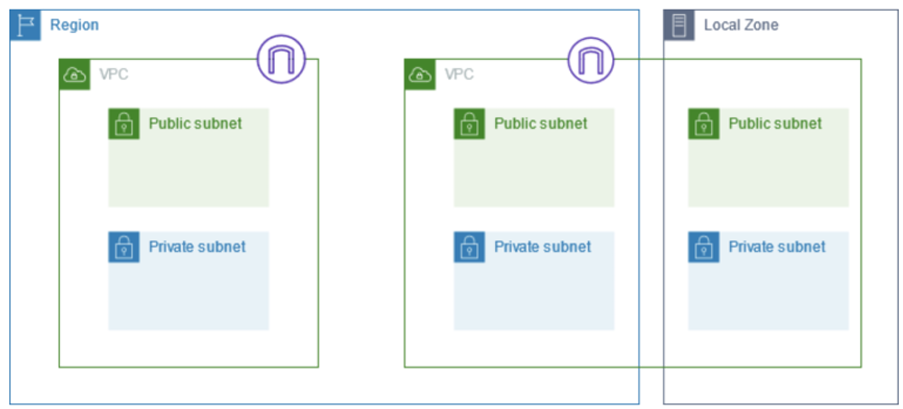 Region
Local Zone
VPC
VPC
Public subnet
Public subnet
Public subnet
Private subnet
Private subnet
Private subnet